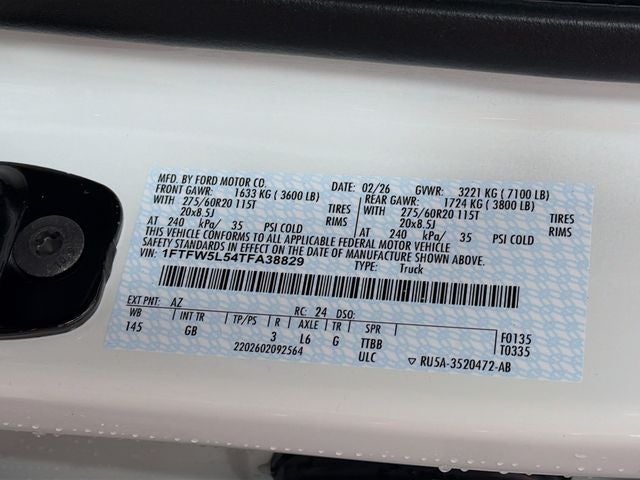 MFD. BY FORD MOTOR CO. DATE: 02/26 GVWR: 3221 KG ( 7100 LB)
FRONT GAWR: 1633 KG ( 3600 LB) REAR GAWR: 1724 KG ( 3800 LB)
WITH 275/60R20 115T TIRES WITH 275/60R20 115T TIRES
20x8.5J RIMS 20x8.5J RIMS
AT 240 kPa/ 35 PSI COLD AT 240 kPa/ 35 PSI COLD
THIS VEHICLE CONFORMS TO ALL APPLICABLE FEDERAL MOTOR VEHICLE
SAFETY STANDARDS IN EFFECT ON THE DATE OF MANUFACTURE SHOWN ABOVE.
VIN: 1FTFW5L54TFA38829 TYPE: Truck
EXT PNT: AZ RC: 24 DSO:
WB INT TR TP/PS R AXLE TR SPR F0135
145 GB 3 L6 G TTBB T0335
2202602092564 ULC ▽ RU5A-3520472-AB